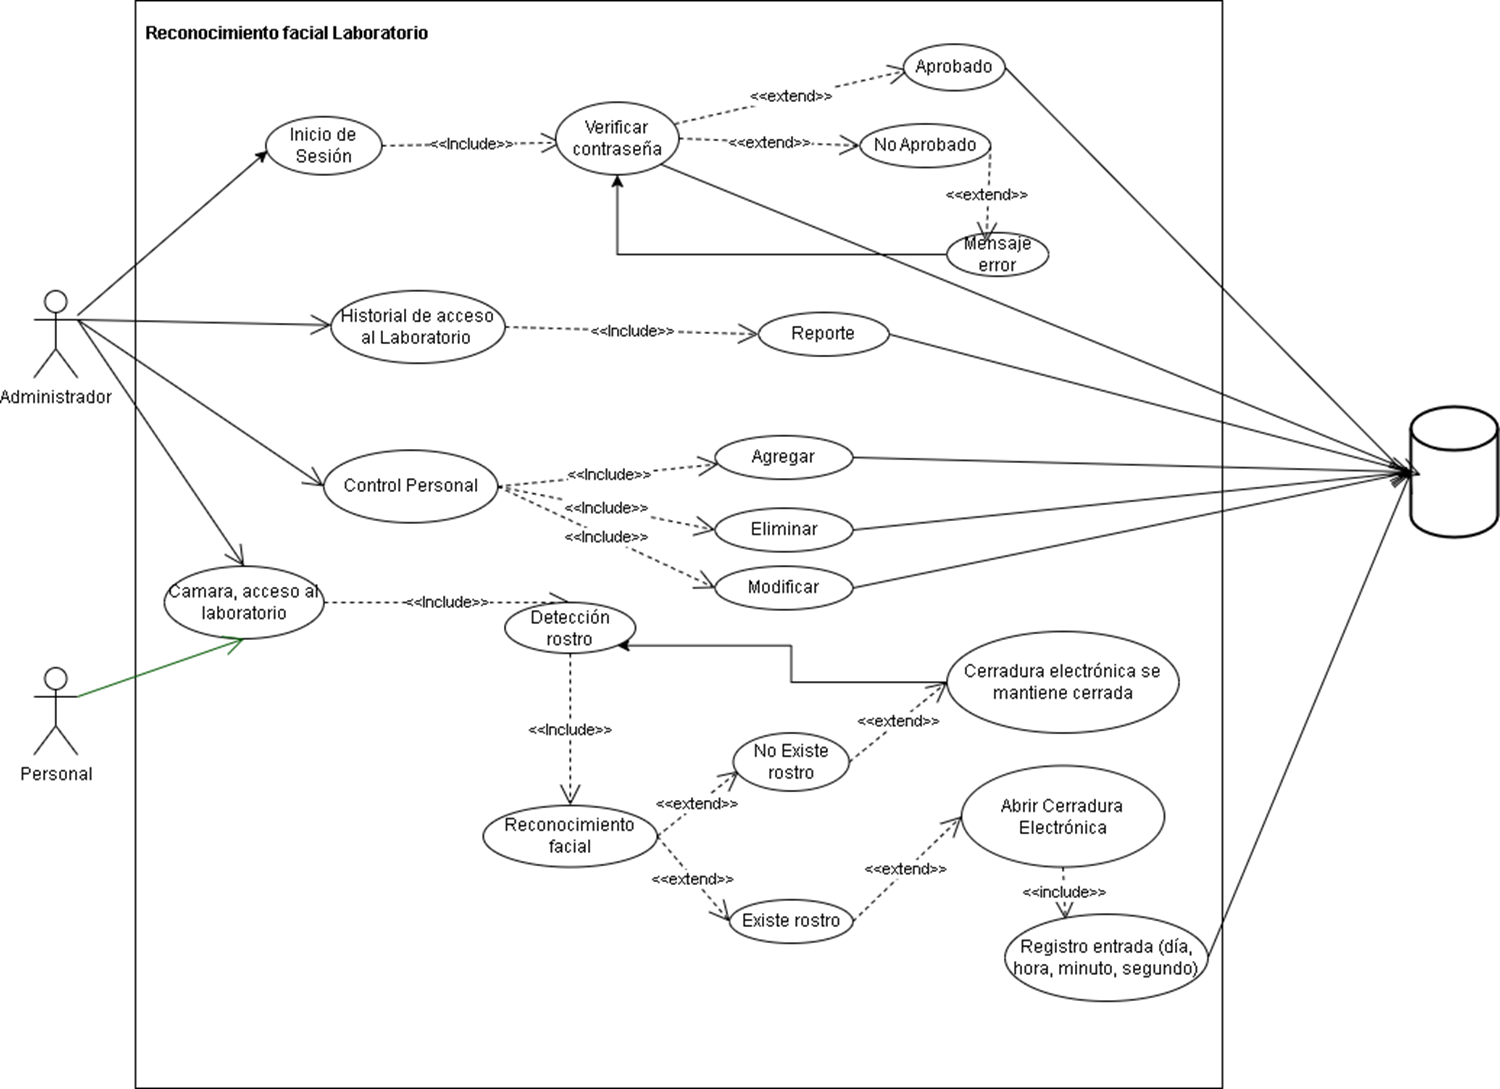 Reconocimiento facial Laboratorio
Aprobado
<<extend>>
Inicio de
Sesión
<<Include>>
Verificar
contraseña
<<extend>>
No Aprobado
<<extend>>
Mensaje
error
Historial de acceso
al Laboratorio
<<Include>>
Reporte
Administrador
Control Personal
<<Include>>
Agregar
<<Include>>
Eliminar
<<Include>>
Modificar
Camara, acceso al
laboratorio
<<Include>>
Detección
rostro
Cerradura electrónica se
mantiene cerrada
<<Include>>
<<extend>>
Personal
No Existe
rostro
<<extend>>
Reconocimiento
facial
Abrir Cerradura
Electrónica
<<extend>>
<<extend>>
<<include>>
Existe rostro
Registro entrada (día,
hora, minuto, segundo)